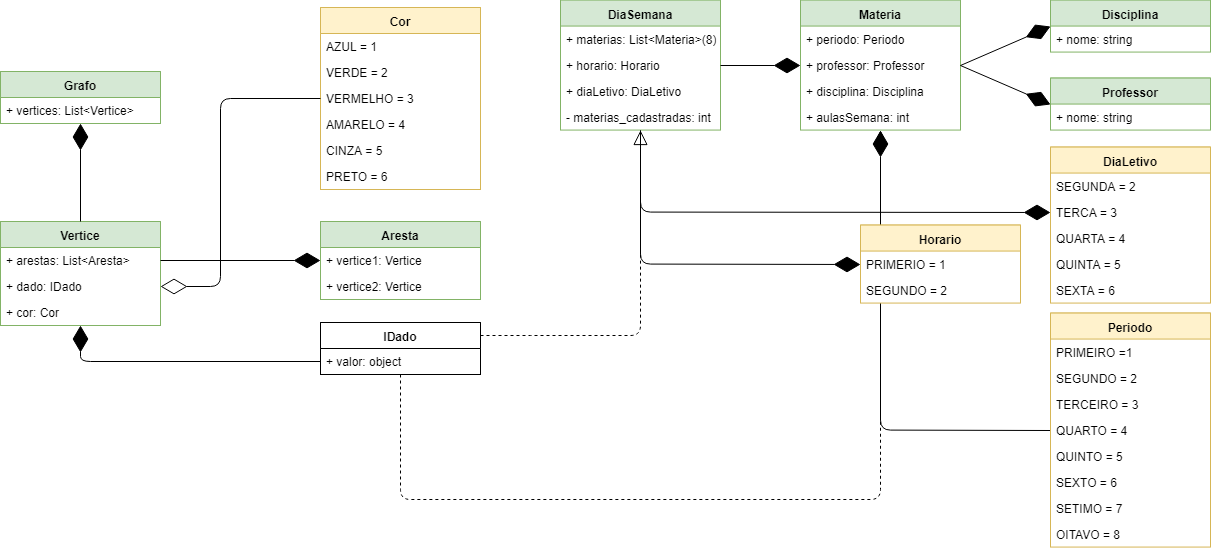 Grafo
+ vertices: List<Vertice>
Vertice
+ arestas: List<Aresta>
+ dado: IDado
+ cor: Cor
Cor
AZUL = 1
VERDE = 2
VERMELHO = 3
AMARELO = 4
CINZA = 5
PRETO = 6
Aresta
+ vertice1: Vertice
+ vertice2: Vertice
IDado
+ valor: object
DiaSemana
+ materias: List<Materia>(8)
+ horario: Horario
+ diaLetivo: DiaLetivo
- materias_cadastradas: int
Materia
+ periodo: Periodo
+ professor: Professor
+ disciplina: Disciplina
+ aulasSemana: int
Horario
PRIMERIO = 1
SEGUNDO = 2
Disciplina
+ nome: string
Professor
+ nome: string
DiaLetivo
SEGUNDA = 2
TERCA = 3
QUARTA = 4
QUINTA = 5
SEXTA = 6
Periodo
PRIMEIRO =1
SEGUNDO = 2
TERCEIRO = 3
QUARTO = 4
QUINTO = 5
SEXTO = 6
SETIMO = 7
OITAVO = 8